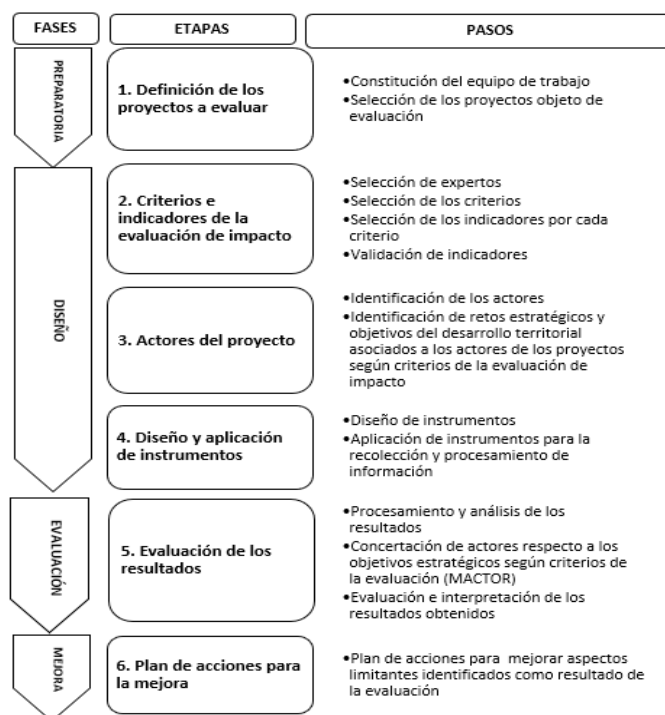 FASES
ETAPAS
PASOS
PREPARATORIA
1. Definición de los
proyectos a evaluar
•Constitución del equipo de trabajo
•Selección de los proyectos objeto de
evaluación
DISEÑO
2. Criterios e
indicadores de la
evaluación de impacto
•Selección de expertos
•Selección de los criterios
•Selección de los indicadores por cada
criterio
•Validación de indicadores
3. Actores del proyecto
•Identificación de los actores
•Identificación de retos estratégicos y
objetivos del desarrollo territorial
asociados a los actores de los proyectos
según criterios de la evaluación de
impacto
4. Diseño y aplicación
de instrumentos
•Diseño de instrumentos
•Aplicación de instrumentos para la
recolección y procesamiento de
información
EVALUACIÓN
5. Evaluación de los
resultados
•Procesamiento y análisis de los
resultados
•Concertación de actores respecto a los
objetivos estratégicos según criterios de
la evaluación (MACTOR)
•Evaluación e interpretación de los
resultados obtenidos
MEJORA
6. Plan de acciones para
la mejora
•Plan de acciones para mejorar aspectos
limitantes identificados como resultado de
la evaluación